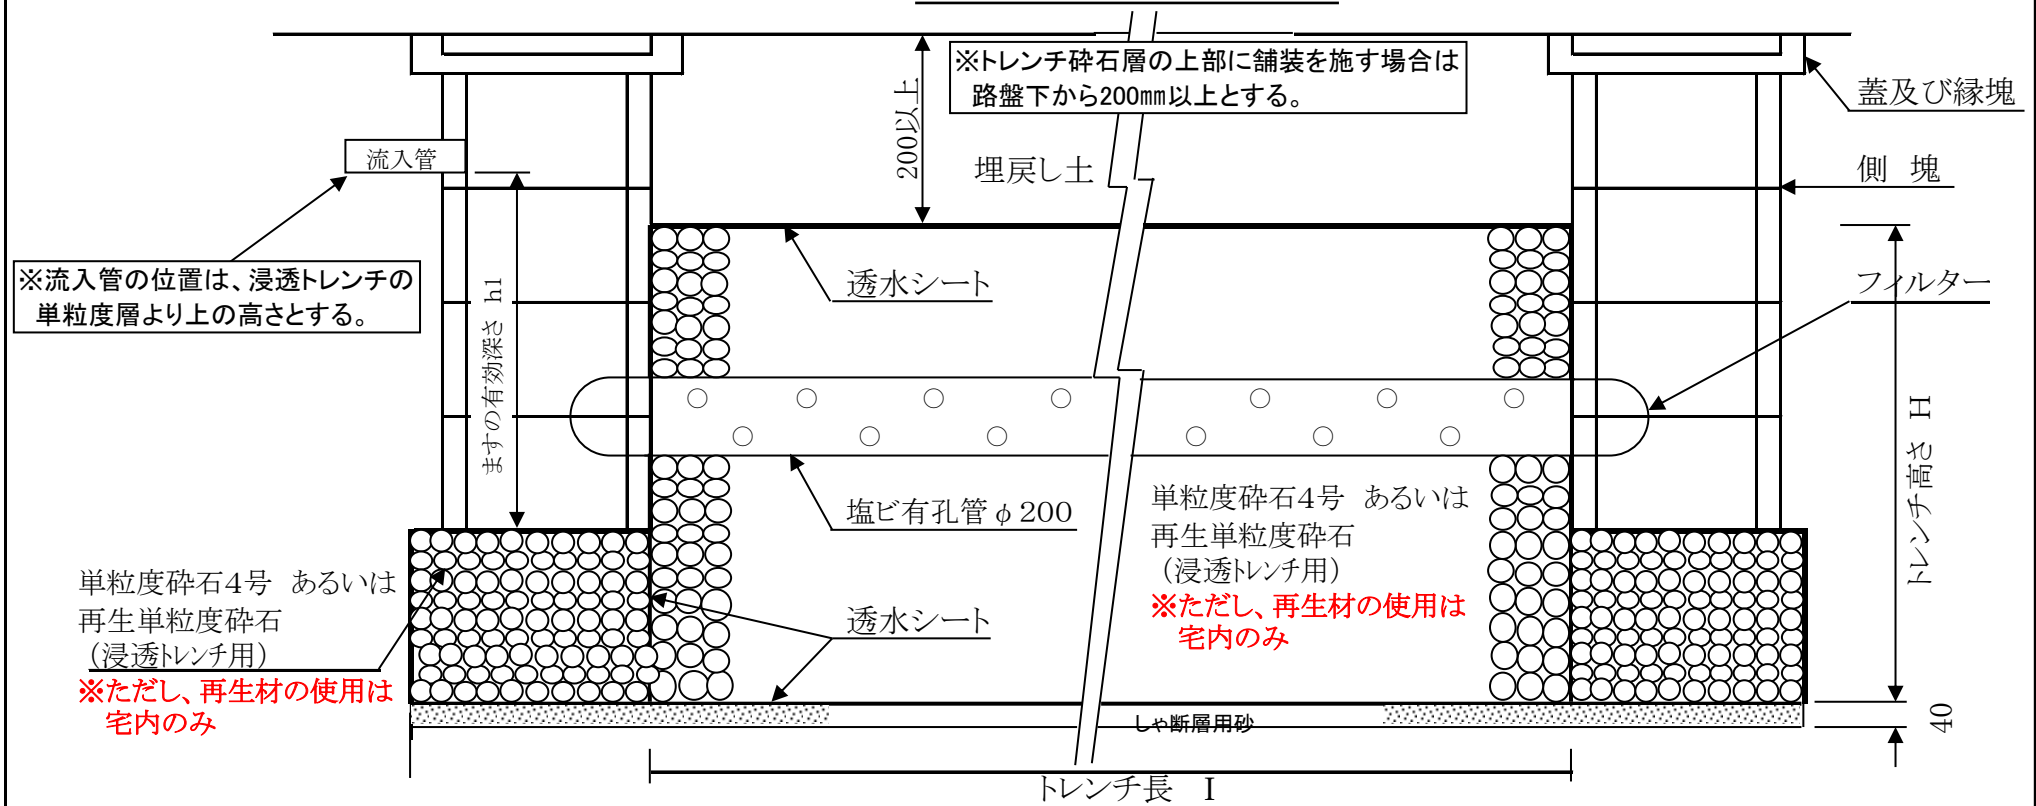 ※トレンチ砕石層の上部に舗装を施す場合は
路盤下から200㎜以上とする。
200以上
蓋及び縁塊
流入管
埋戻し土
側 塊
※流入管の位置は、浸透トレンチの
単粒度層より上の高さとする。
透水シート
フィルター
ますの有効深さ h1
トレンチ高さ H
塩ビ有孔管φ200
単粒度砕石4号 あるいは
再生単粒度砕石
(浸透トレンチ用)
※ただし、再生材の使用は
宅内のみ
単粒度砕石4号 あるいは
再生単粒度砕石
(浸透トレンチ用)
※ただし、再生材の使用は
宅内のみ
透水シート
しゃ断層用砂
40
トレンチ長 I